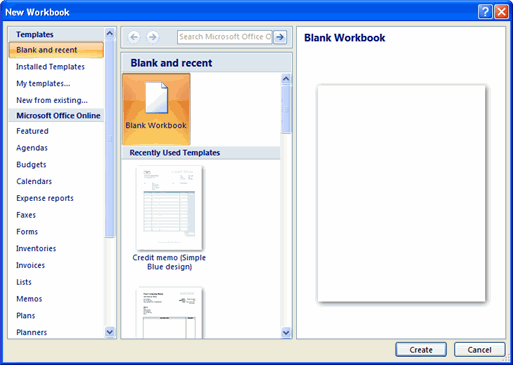 New Workbook
Templates
Blank and recent
Installed Templates
My templates...
New from existing...
Microsoft Office Online
Featured
Agendas
Budgets
Calendars
Expense reports
Faxes
Forms
Inventories
Invoices
Lists
Memos
Plans
Planners
Search Microsoft Office O
Blank and recent
Blank Workbook
Recently Used Templates
Credit memo (Simple
Blue design)
Blank Workbook
Create
Cancel